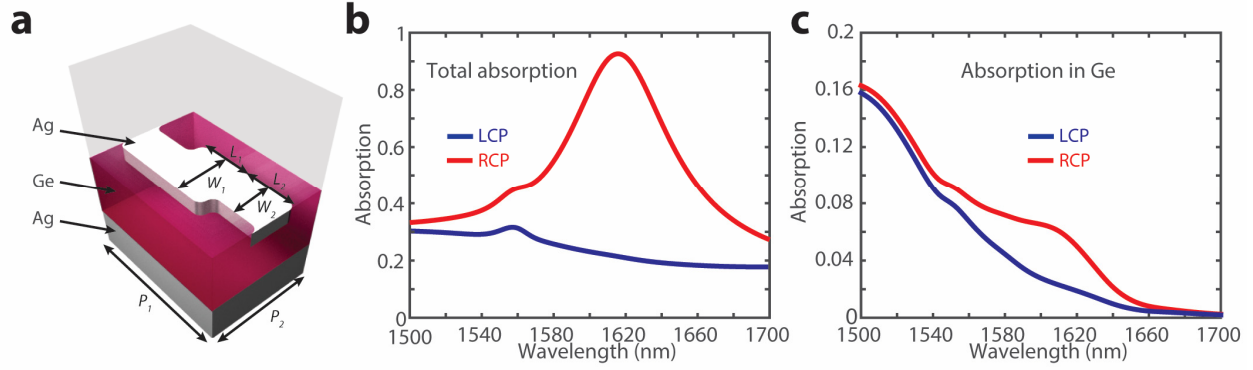 a
Ag
Ge
Ag
L1
L2
W1
W2
P1
P2
b
Total absorption
LCP
RCP
Absorption
1
0.8
0.6
0.4
0.2
0
1500 1540 1580 1620 1660 1700
Wavelength (nm)
c
Absorption in Ge
LCP
RCP
Absorption
0.2
0.16
0.12
0.08
0.04
0
1500 1540 1580 1620 1660 1700
Wavelength (nm)